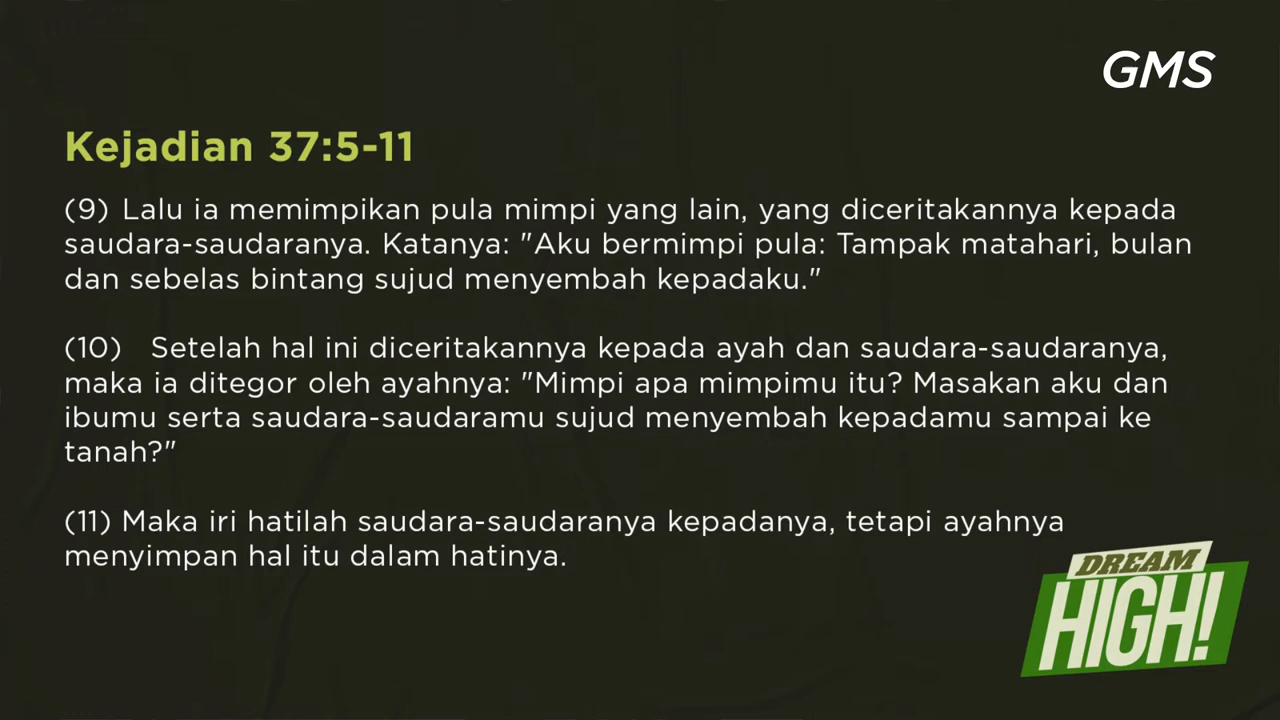 GMS
Kejadian 37:5-11
(9) Lalu ia memimpikan pula mimpi yang lain, yang diceritakannya kepada
saudara-saudaranya. Katanya: "Aku bermimpi pula: Tampak matahari, bulan
dan sebelas bintang sujud menyembah kepadaku."
(10) Setelah hal ini diceritakannya kepada ayah dan saudara-saudaranya,
maka ia ditegor oleh ayahnya: "Mimpi apa mimpimu itu? Masakan aku dan
ibumu serta saudara-saudaramu sujud menyembah kepadamu sampai ke
tanah?"
(11) Maka iri hatilah saudara-saudaranya kepadanya, tetapi ayahnya
menyimpan hal itu dalam hatinya.
DREAM
HIGH!